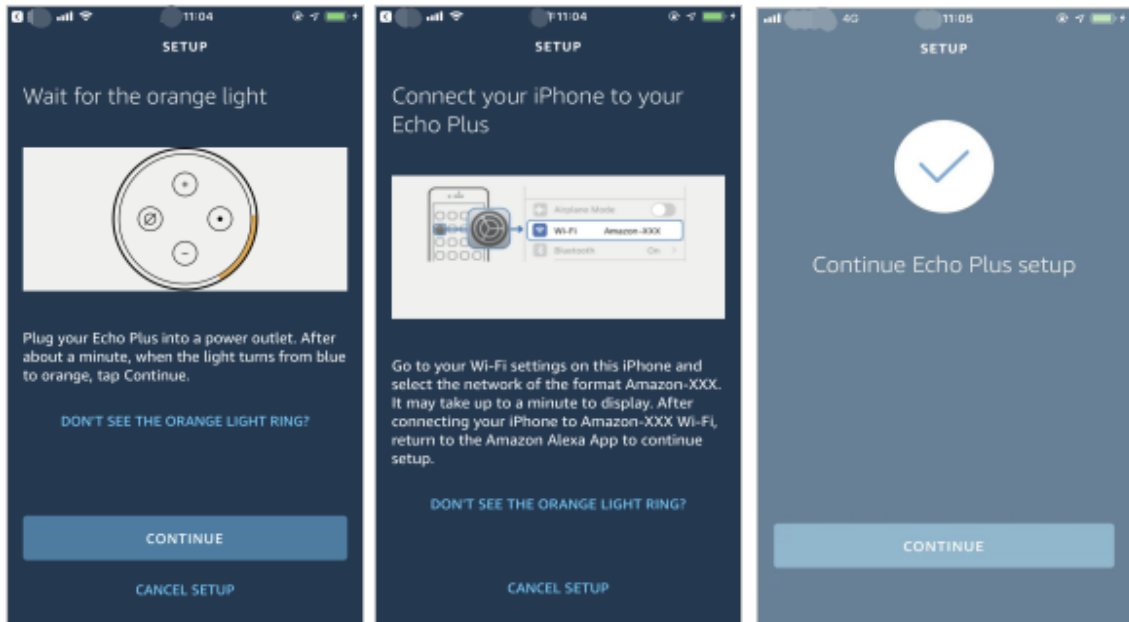 11:04
SETUP
Wait for the orange light
Plug your Echo Plus into a power outlet. After
about a minute, when the light turns from blue
to orange, tap Continue.
DON'T SEE THE ORANGE LIGHT RING?
CONTINUE
CANCEL SETUP
11:04
SETUP
Connect your iPhone to your
Echo Plus
Airplane Mode
Wi-Fi Amazon-XXX
Bluetooth On
Go to your Wi-Fi settings on this iPhone and
select the network of the format Amazon-XXX.
It may take up to a minute to display. After
connecting your iPhone to Amazon-XXX Wi-Fi,
return to the Amazon Alexa App to continue
setup.
DON'T SEE THE ORANGE LIGHT RING?
CANCEL SETUP
4G 11:05
SETUP
Continue Echo Plus setup
CONTINUE